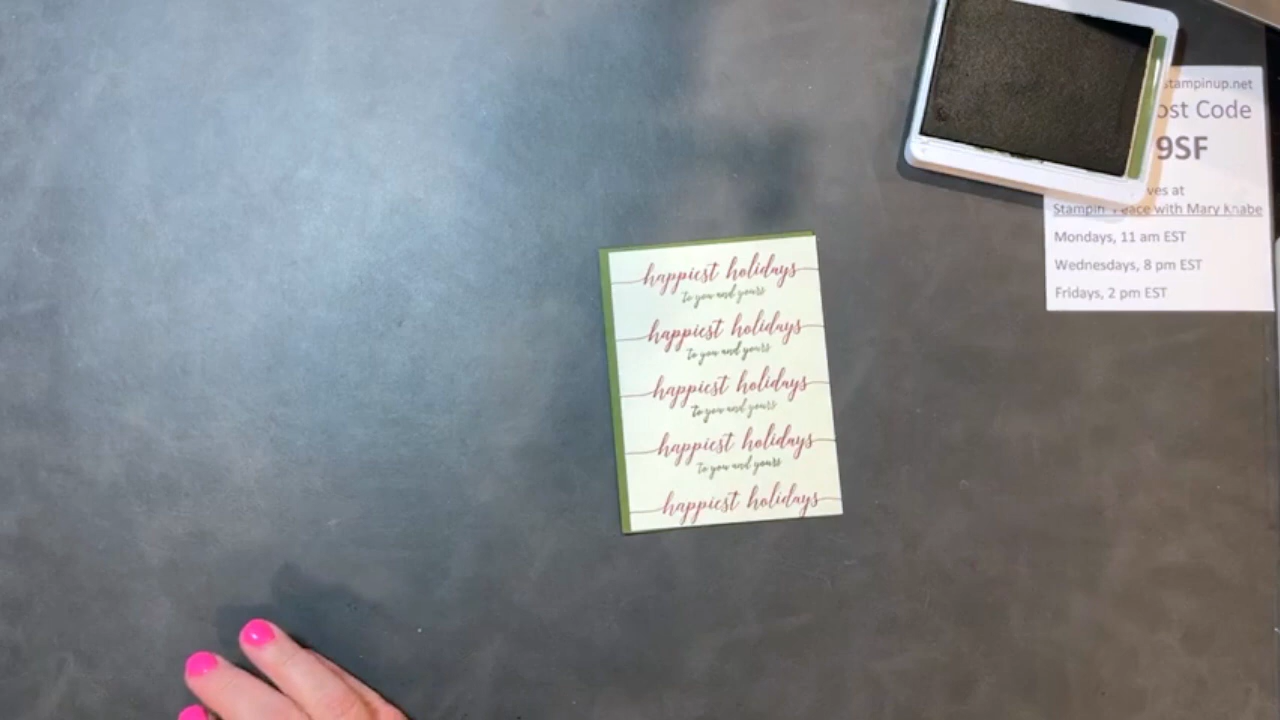 happiest holidays
to you and yours
happiest holidays
to you and yours
happiest holidays
to you and yours
happiest holidays
to you and yours
happiest holidays
stampinup.net
Code
9SF
at
Stampin' Peace with Mary Knabe
Mondays, 11 am EST
Wednesdays, 8 pm EST
Fridays, 2 pm EST